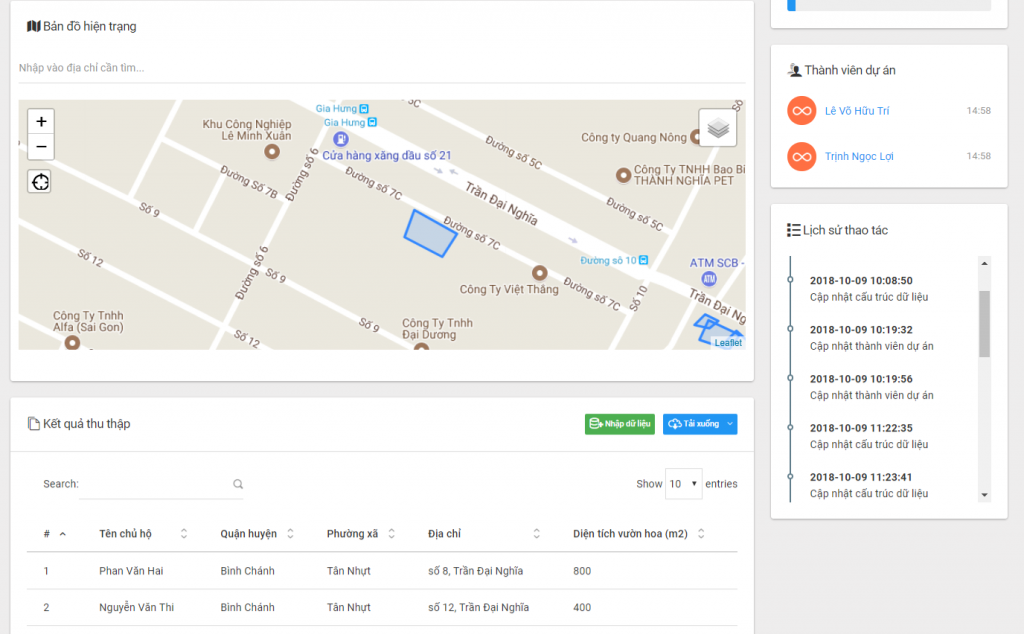 Bản đồ hiện trạng
Nhập vào địa chỉ cần tìm...
+
−
Gia Hưng
Gia Hưng
Khu Công Nghiệp
Lê Minh Xuân
Cửa hàng xăng dầu số 21
Đường số 6
Đường Số 7B
Đường số 7C
Số 9
Số 12
Đường số 6
Số 9
Đường số 5C
Trần Đại Nghĩa
Công ty Quang Nông
Công Ty TNHH Bao Bì
THÀNH NGHĨA PET
Đường số 5C
Đường số 7C
Đường số 10
ATM SCB -
ATM
Công Ty Việt Thắng
Đường số 7C
Số 10
Trần Đại Ng
Công Ty Tnhh
Alfa (Sai Gon)
Số 12
Số 9
Công Ty Tnhh
Đại Dương
Leaflet
Kết quả thu thập
Nhập dữ liệu
Tải xuống
Search:
Show 10 entries
# Tên chủ hộ Quận huyện Phường xã Địa chỉ Diện tích vườn hoa (m2)
1 Phan Văn Hai Bình Chánh Tân Nhựt số 8, Trần Đại Nghĩa 800
2 Nguyễn Văn Thi Bình Chánh Tân Nhựt số 12, Trần Đại Nghĩa 400
Thành viên dự án
Lê Võ Hữu Trí 14:58
Trịnh Ngọc Lợi 14:58
Lịch sử thao tác
2018-10-09 10:08:50
Cập nhật cấu trúc dữ liệu
2018-10-09 10:19:32
Cập nhật thành viên dự án
2018-10-09 10:19:56
Cập nhật thành viên dự án
2018-10-09 11:22:35
Cập nhật cấu trúc dữ liệu
2018-10-09 11:23:41
Cập nhật cấu trúc dữ liệu